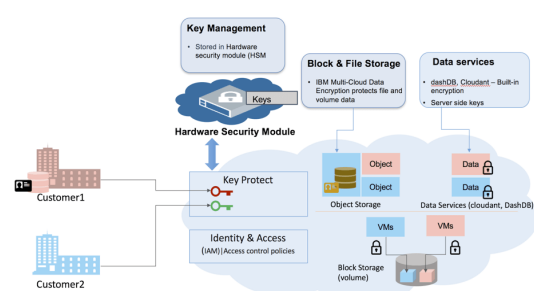 Key Management
• Stored in Hardware
security module (HSM
Keys
Hardware Security Module
Block & File Storage
• IBM Multi-Cloud Data
Encryption protects file and
volume data
Data services
• dashDB, Cloudant – Built-in
encryption
• Server side keys
Customer1
Customer2
Key Protect
Identity & Access
(IAM)|Access control policies
Object
Object
Object Storage
Data
Data
Data Services (cloudant, DashDB)
VMs
VMs
Block Storage
(volume)